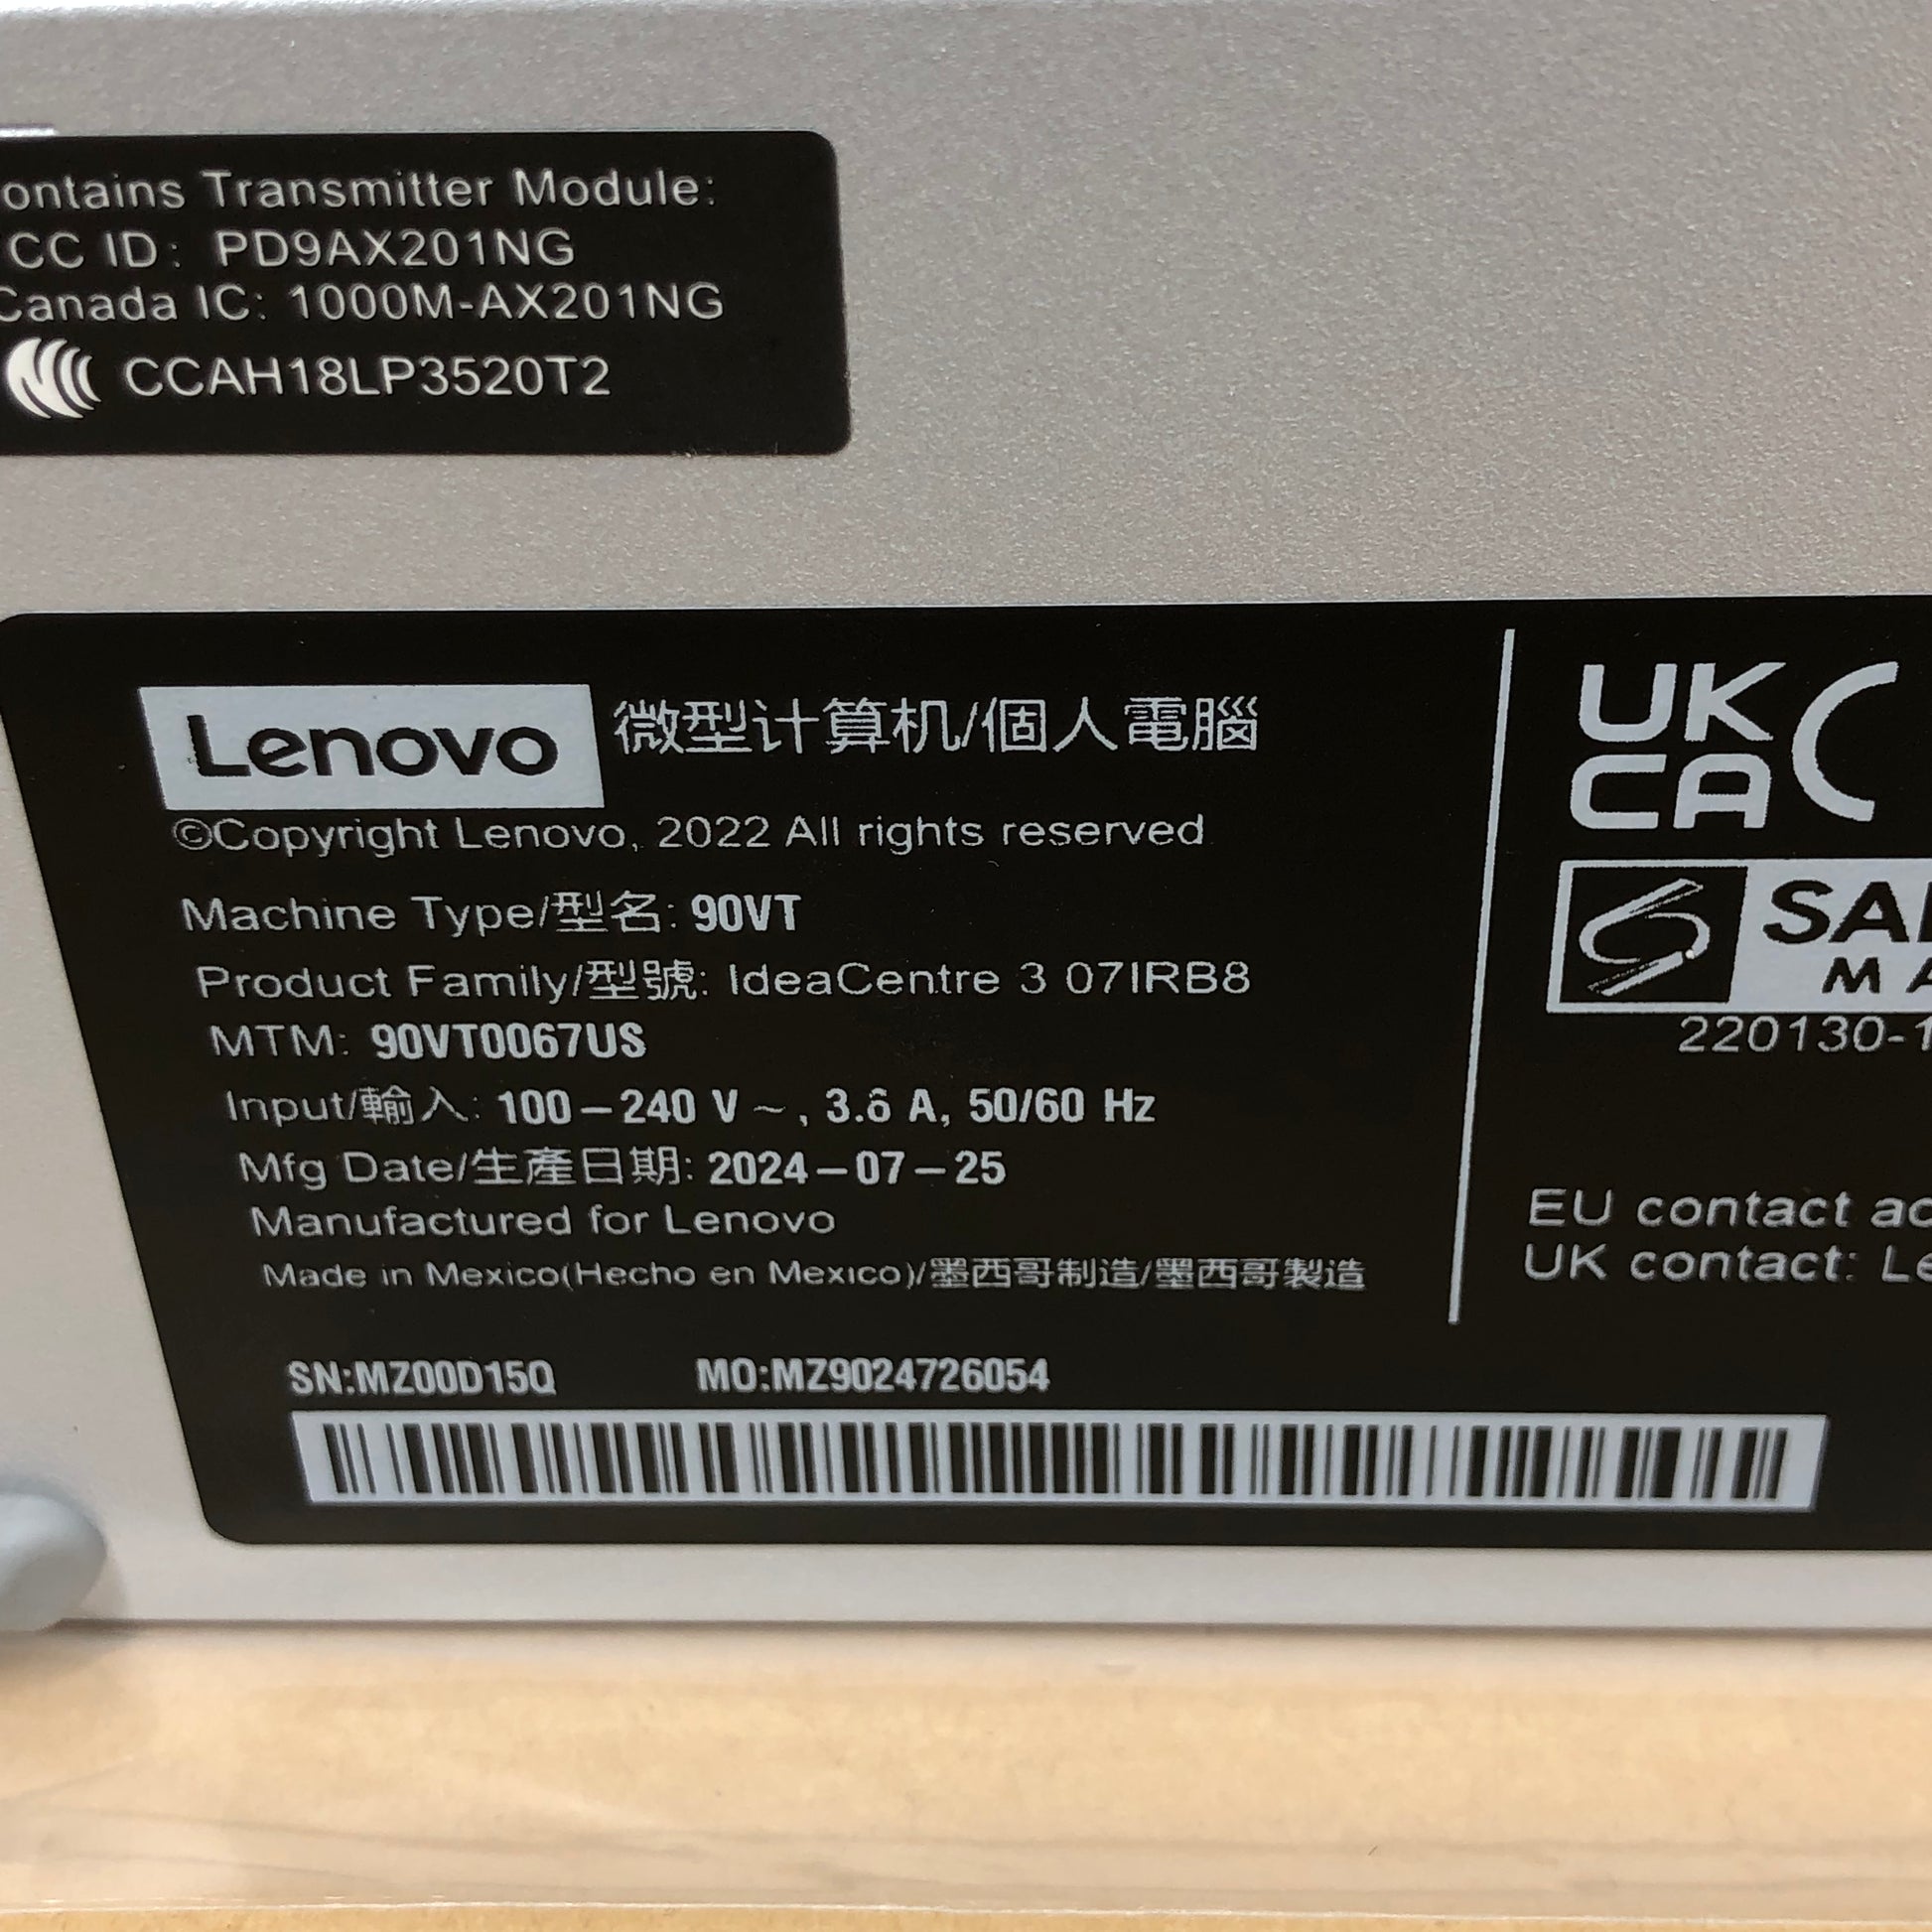 ontains Transmitter Module:
CC ID: PD9AX201NG
Canada IC: 1000M-AX201NG
CCAH18LP3520T2
Lenovo 微型计算机/個人電腦
©Copyright Lenovo, 2022 All rights reserved
Machine Type/型名: 90VT
Product Family/型號: IdeaCentre 3 07IRB8
MTM: 90VT0067US
Input/輸入: 100-240 V ~, 3.6 A, 50/60 Hz
Mfg Date/生產日期: 2024-07-25
Manufactured for Lenovo
Made in Mexico(Hecho en Mexico)/墨西哥制造/墨西哥製造
SN:MZ00D15Q MO:MZ9024726054
UK
CA
220130-1
EU contact
UK contact: